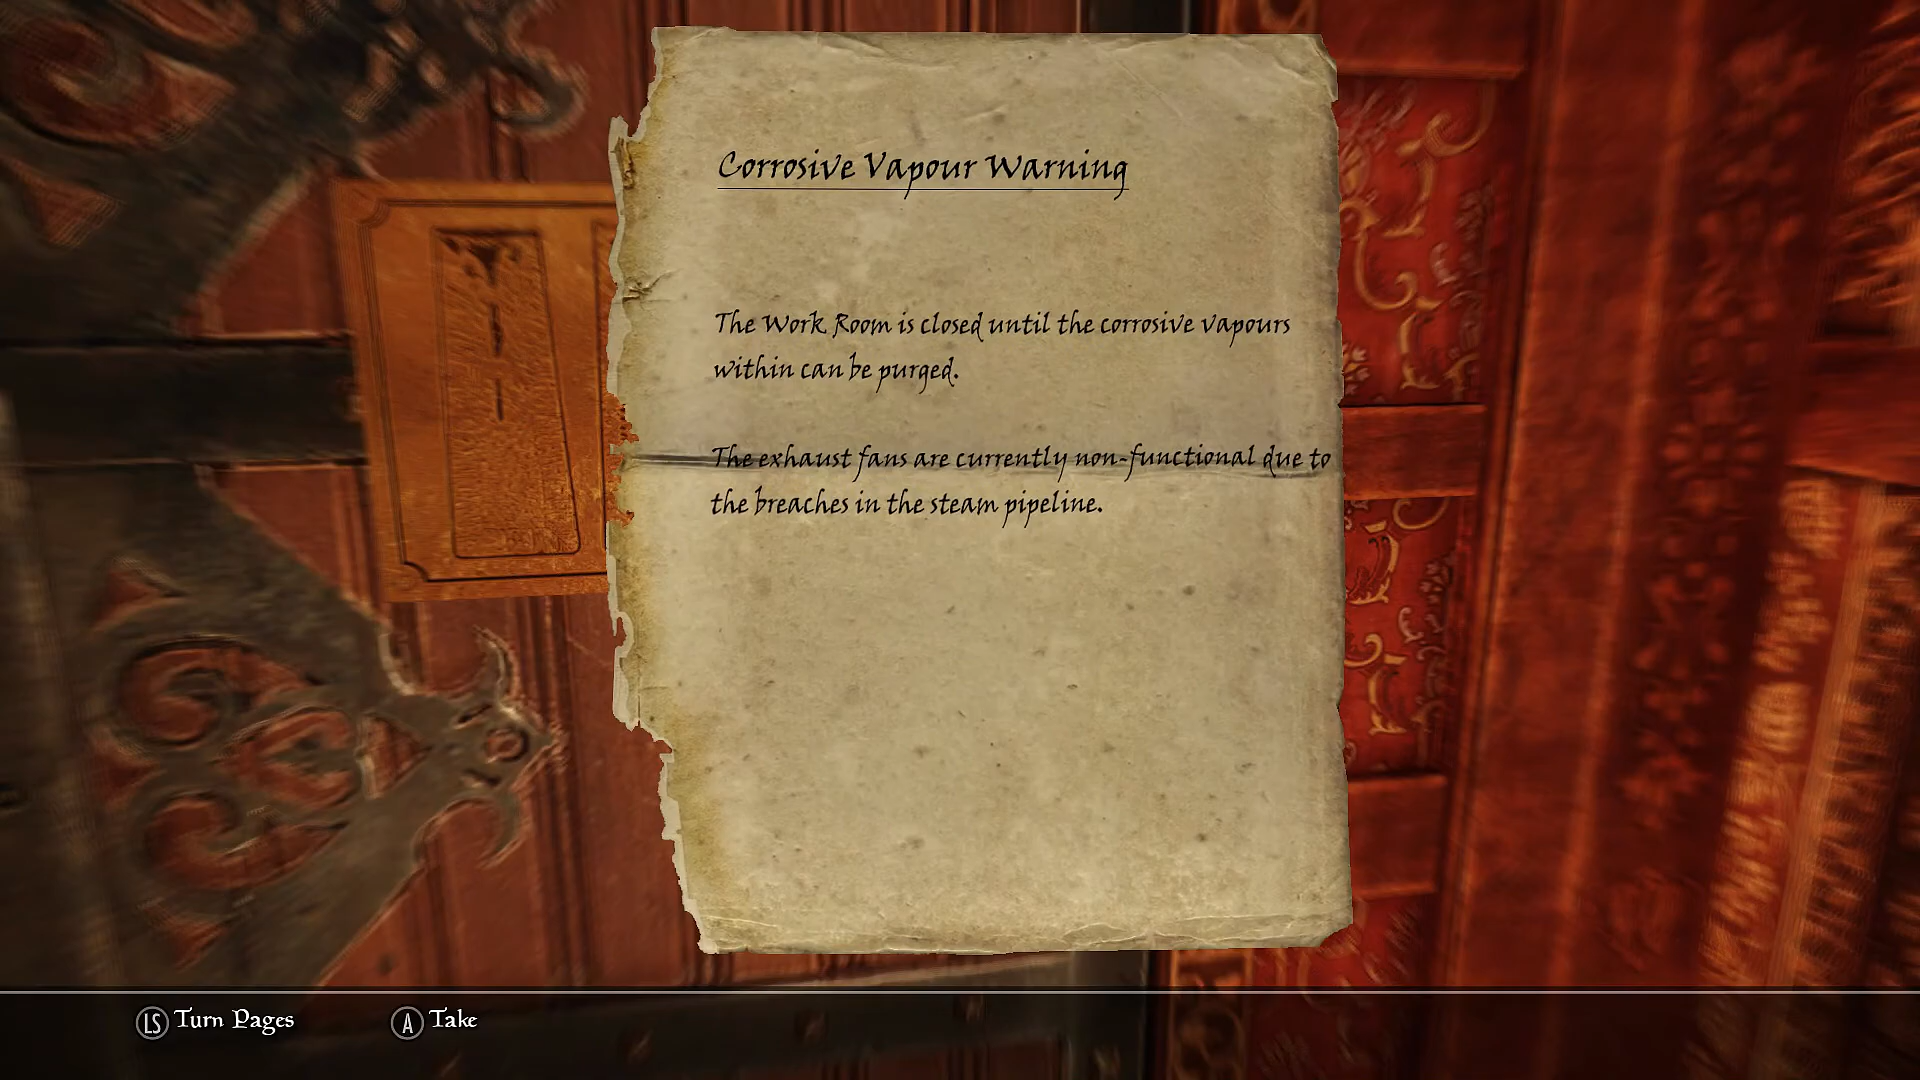 Corrosive Vapour Warning
The Work Room is closed until the corrosive vapours
within can be purged.
The exhaust fans are currently non-functional due to
the breaches in the steam pipeline.
LS Turn Pages
A Take